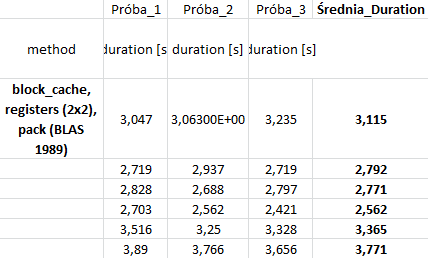 Próba_1 Próba_2 Próba_3 Średnia_Duration
method duration [s duration [s] duration [s]
block_cache,
registers (2x2),
pack (BLAS
1989) 3,047 3,06300E+00 3,235 3,115
2,719 2,937 2,719 2,792
2,828 2,688 2,797 2,771
2,703 2,562 2,421 2,562
3,516 3,25 3,328 3,365
3,89 3,766 3,656 3,771